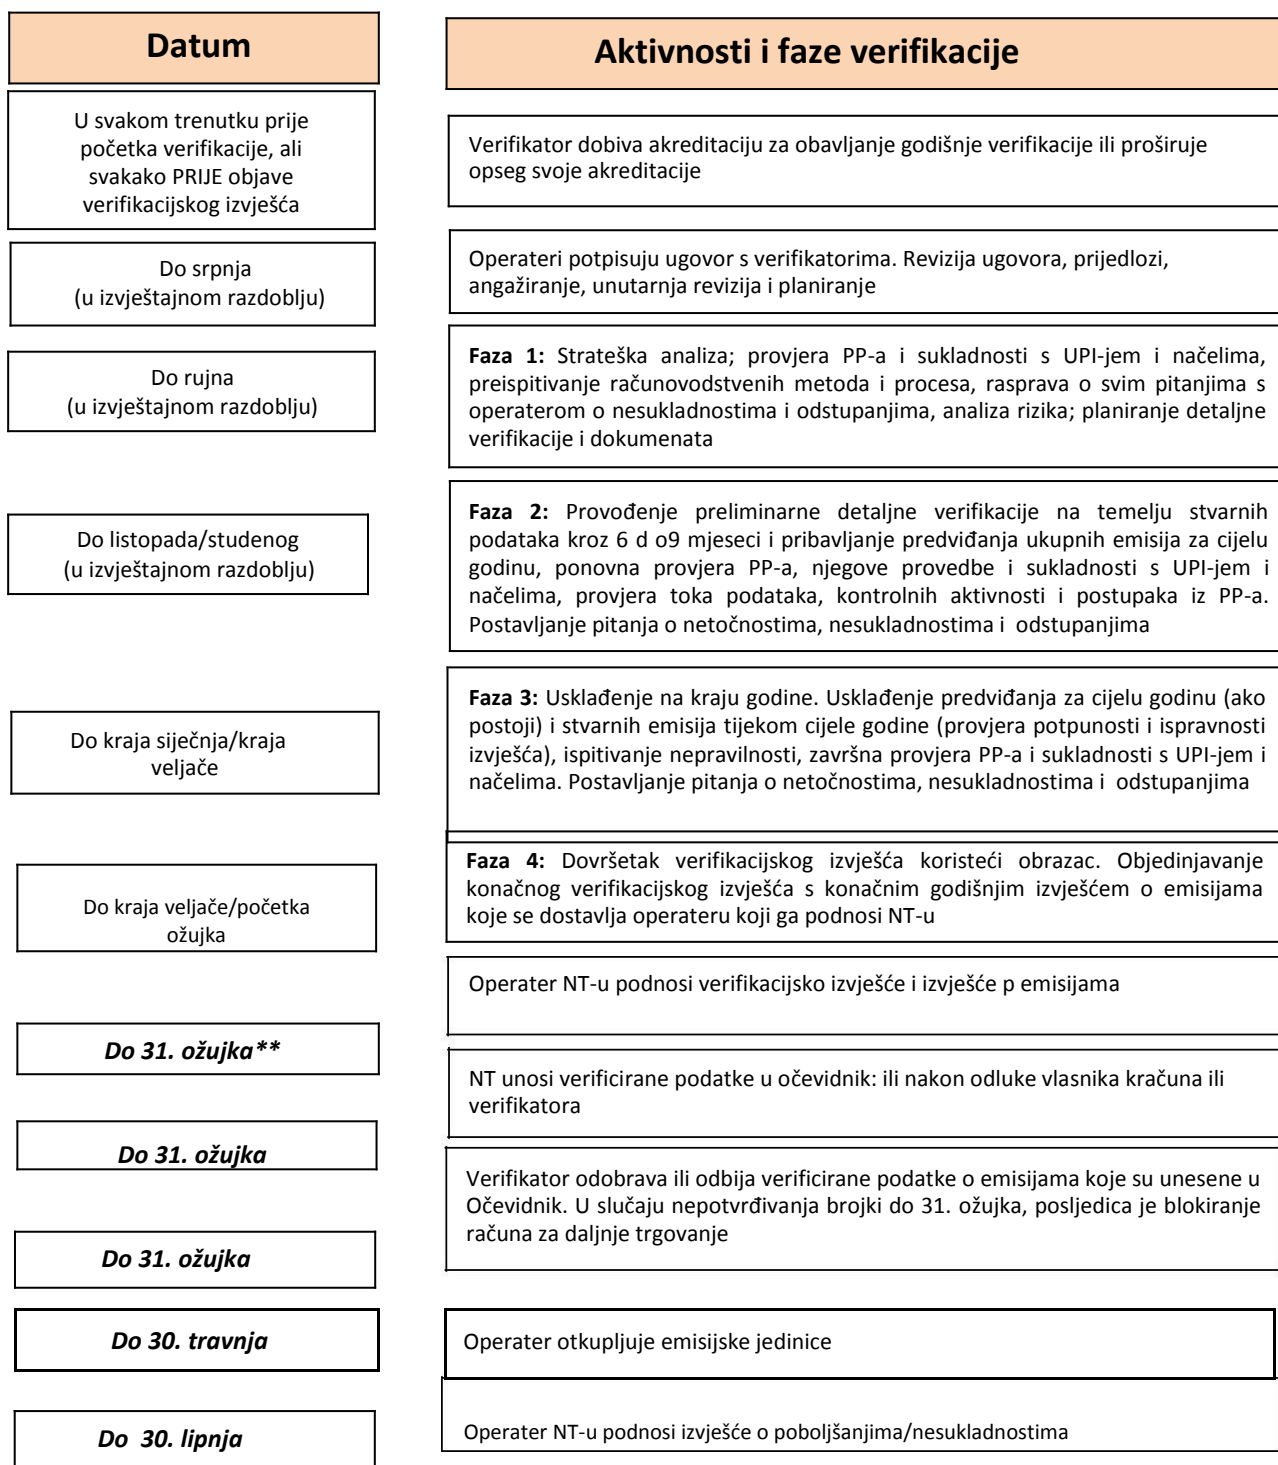 Datum
Aktivnosti i faze verifikacije
U svakom trenutku prije
početka verifikacije, ali
svakako PRIJE objave
verifikacijskog izvješća
Verifikator dobiva akreditaciju za obavljanje godišnje verifikacije ili proširuje
opseg svoje akreditacije
Do srpnja
(u izvještajnom razdoblju)
Operateri potpisuju ugovor s verifikatorima. Revizija ugovora, prijedlozi,
angažiranje, unutarnja revizija i planiranje
Do rujna
(u izvještajnom razdoblju)
Faza 1: Strateška analiza; provjera PP-a i sukladnosti s UPI-jem i načelima,
preispitivanje računovodstvenih metoda i procesa, rasprava o svim pitanjima s
operaterom o nesukladnostima i odstupanjima, analiza rizika; planiranje detaljne
verifikacije i dokumenata
Do listopada/studenog
(u izvještajnom razdoblju)
Faza 2: Provođenje preliminarne detaljne verifikacije na temelju stvarnih
podataka kroz 6 d o9 mjeseci i pribavljanje predviđanja ukupnih emisija za cijelu
godinu, ponovna provjera PP-a, njegove provedbe i sukladnosti s UPI-jem i
načelima, provjera toka podataka, kontrolnih aktivnosti i postupaka iz PP-a.
Postavljanje pitanja o netočnostima, nesukladnostima i odstupanjima
Do kraja siječnja/kraja
veljače
Faza 3: Usklađenje na kraju godine. Usklađenje predviđanja za cijelu godinu (ako
postoji) i stvarnih emisija tijekom cijele godine (provjera potpunosti i ispravnosti
izvješća), ispitivanje nepravilnosti, završna provjera PP-a i sukladnosti s UPI-jem i
načelima. Postavljanje pitanja o netočnostima, nesukladnostima i odstupanjima
Do kraja veljače/početka
ožujka
Faza 4: Dovršetak verifikacijskog izvješća koristeći obrazac. Objedinjavanje
konačnog verifikacijskog izvješća s konačnim godišnjim izvješćem o emisijama
koje se dostavlja operateru koji ga podnosi NT-u
Do 31. ožujka**
Operater NT-u podnosi verifikacijsko izvješće i izvješće p emisijama
Do 31. ožujka
NT unosi verificirane podatke u očevidnik: ili nakon odluke vlasnika kračuna ili
verifikatora
Do 31. ožujka
Verifikator odobrava ili odbija verificirane podatke o emisijama koje su unesene u
Očevidnik. U slučaju nepotvrđivanja brojki do 31. ožujka, posljedica je blokiranje
računa za daljnje trgovanje
Do 30. travnja
Operater otkupljuje emisijske jedinice
Do 30. lipnja
Operater NT-u podnosi izvješće o poboljšanjima/nesukladnostima